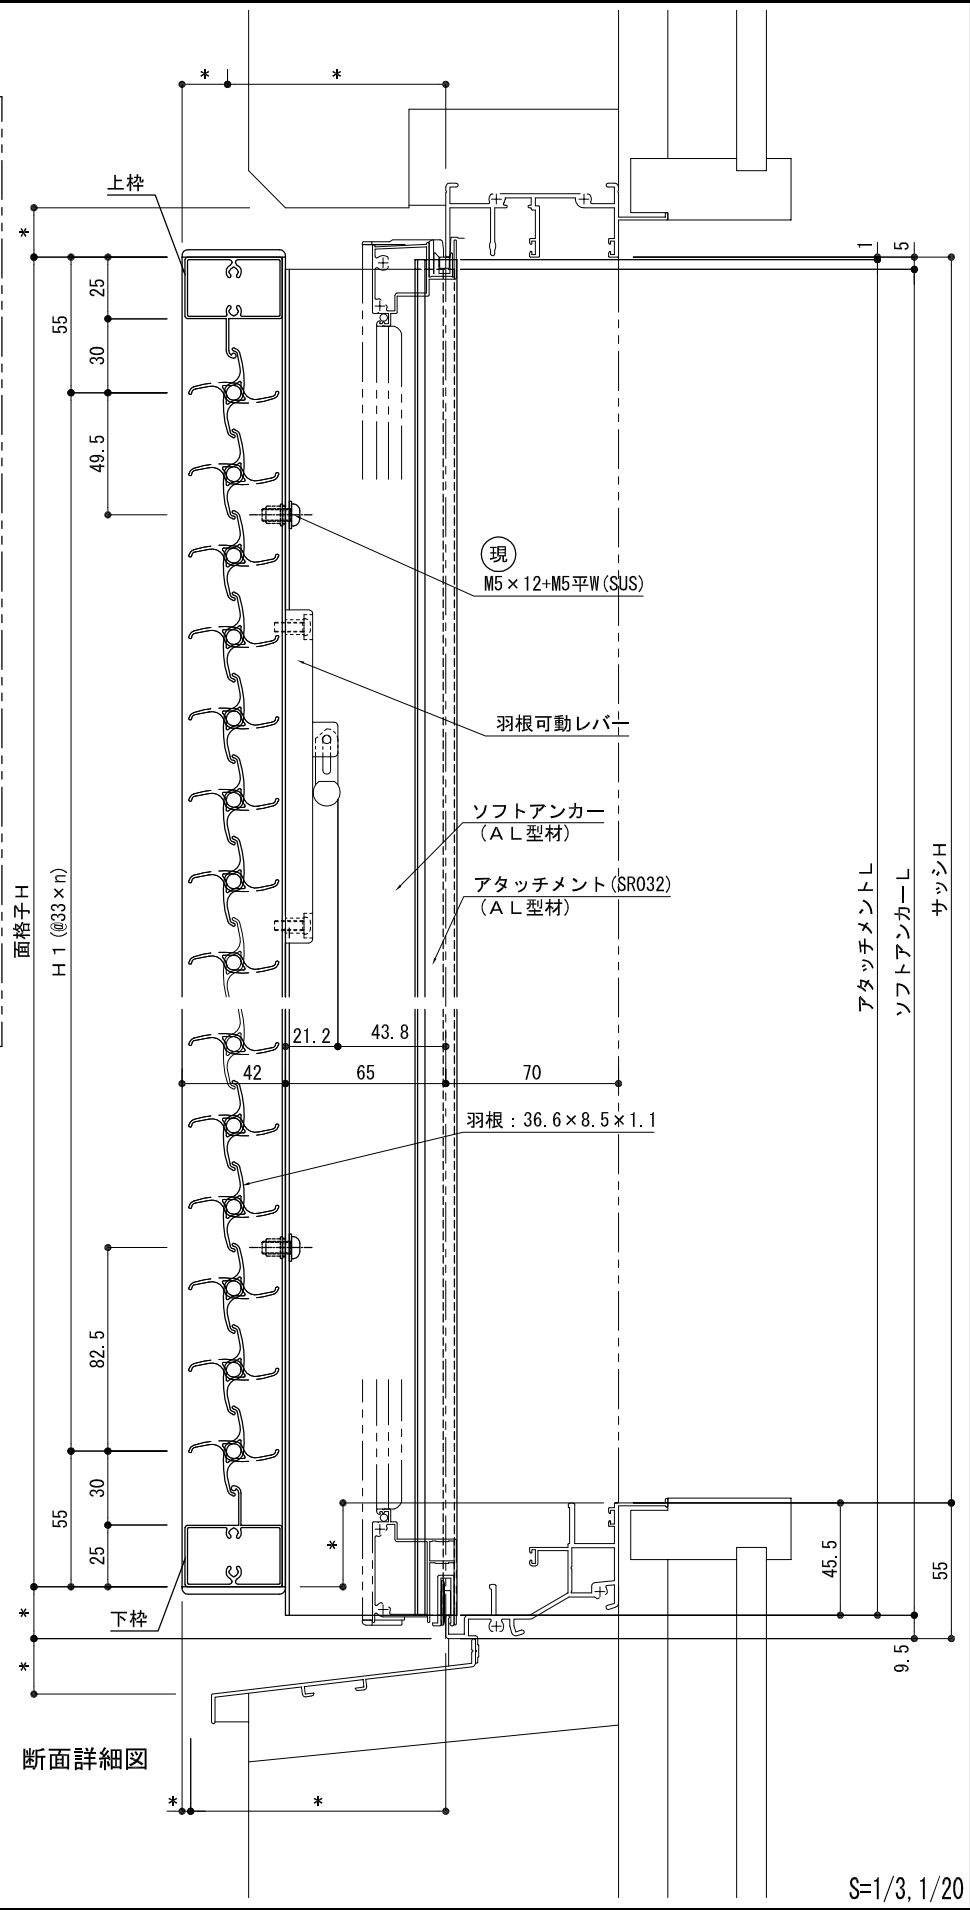 * *
上枠
*
1
5
25
55
30
49.5
現
M5×12+M5平W(SUS)
羽根可動レバー
ソフトアンカー
(AL型材)
アタッチメント(SR032)
(AL型材)
面格子H
H1(@33×n)
アタッチメントL
ソフトアンカーL
サッシH
21.2 43.8
42 65 70
羽根:36.6×8.5×1.1
82.5
30
55
25
*
45.5
55
*
下枠
*
9.5
断面詳細図
* *
S=1/3,1/20